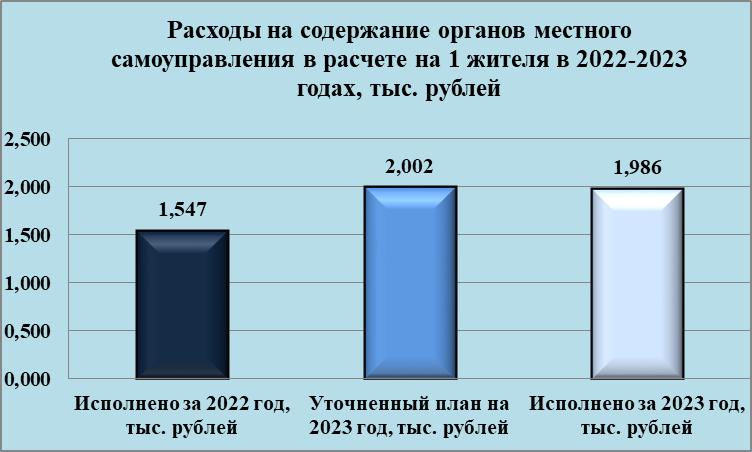 Расходы на содержание органов местного
самоуправления в расчете на 1 жителя в 2022-2023
годах, тыс. рублей
2,500
2,000
1,500
1,000
0,500
0,000
1,547
2,002
1,986
Исполнено за 2022 год,
тыс. рублей
Уточненный план на
2023 год, тыс. рублей
Исполнено за 2023 год,
тыс. рублей